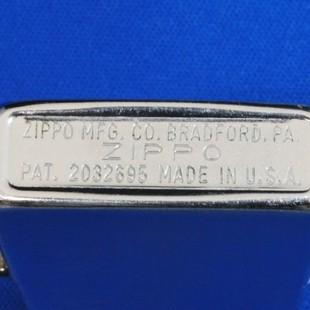 ZIPPO MFG. CO. BRADFORD. PA.
ZIPPO
PAT. 2032695 MADE IN U.S.A.